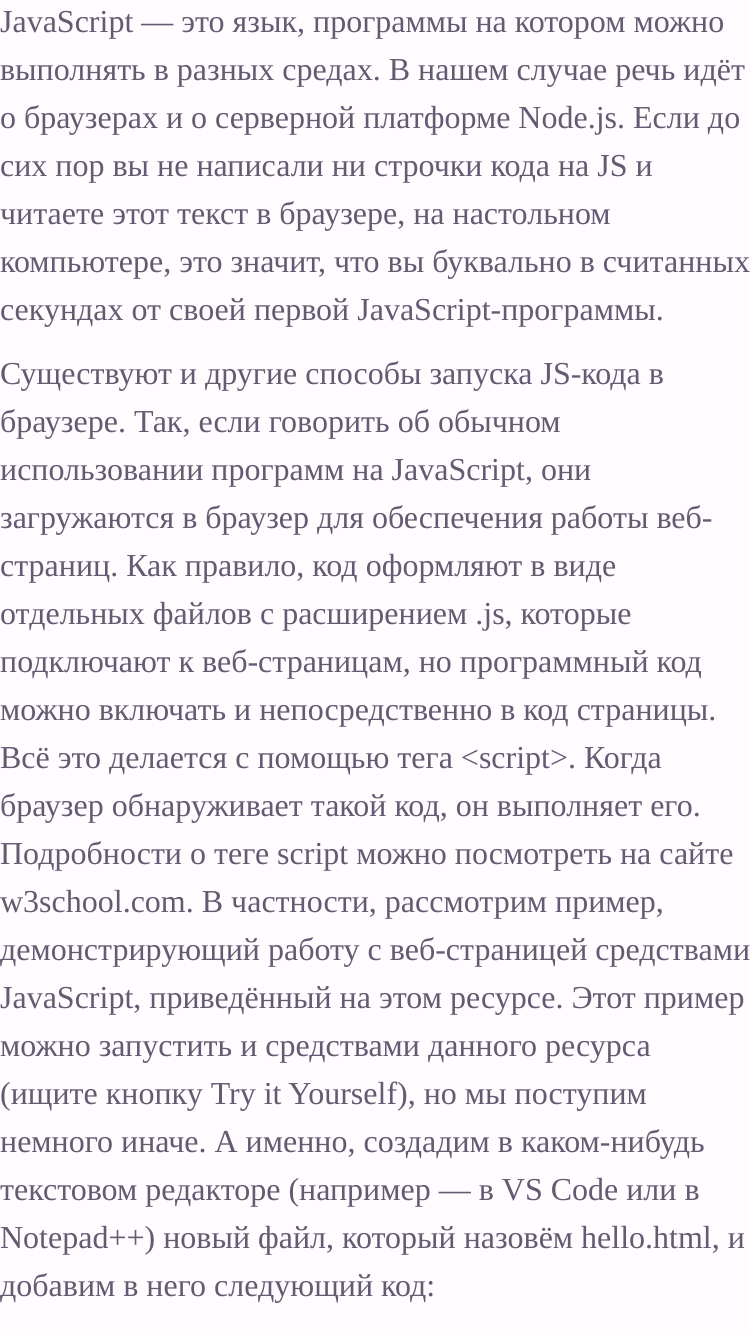 JavaScript — это язык, программы на котором можно
выполнять в разных средах. В нашем случае речь идёт
о браузерах и о серверной платформе Node.js. Если до
сих пор вы не написали ни строчки кода на JS и
читаете этот текст в браузере, на настольном
компьютере, это значит, что вы буквально в считанных
секундах от своей первой JavaScript-программы.
Существуют и другие способы запуска JS-кода в
браузере. Так, если говорить об обычном
использовании программ на JavaScript, они
загружаются в браузер для обеспечения работы веб-
страниц. Как правило, код оформляют в виде
отдельных файлов с расширением .js, которые
подключают к веб-страницам, но программный код
можно включать и непосредственно в код страницы.
Всё это делается с помощью тега <script>. Когда
браузер обнаруживает такой код, он выполняет его.
Подробности о теге script можно посмотреть на сайте
w3school.com. В частности, рассмотрим пример,
демонстрирующий работу с веб-страницей средствами
JavaScript, приведённый на этом ресурсе. Этот пример
можно запустить и средствами данного ресурса
(ищите кнопку Try it Yourself), но мы поступим
немного иначе. А именно, создадим в каком-нибудь
текстовом редакторе (например — в VS Code или в
Notepad++) новый файл, который назовём hello.html, и
добавим в него следующий код: